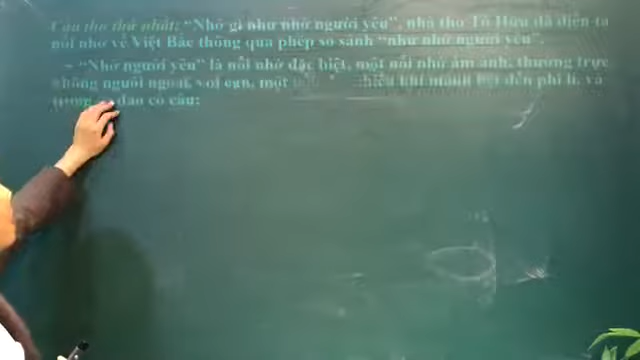 Câu thơ thứ nhất: "Nhớ gì như nhớ người yêu", nhà thơ Tố Hữu đã diễn tả
nỗi nhớ về Việt Bắc thông qua phép so sánh "như nhớ người yêu".
- "Nhớ người yêu" là nỗi nhớ đặc biệt, một nỗi nhớ ám ảnh, thường trực
không nguôi ngoai, vơi cạn, một nhiều khi mãnh liệt đến phi lí, và
trong ca dao có câu: